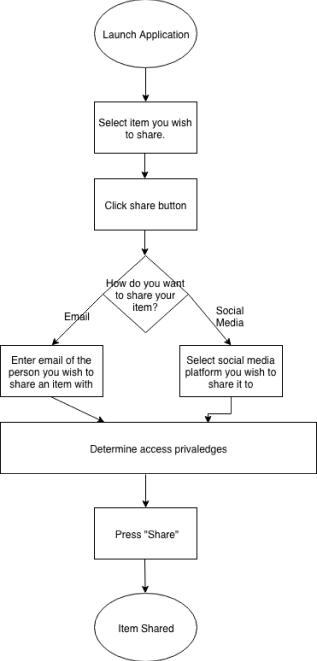 Launch Application
Select item you wish
to share.
Click share button
How do you want
to share your
item?
Email
Social
Media
Enter email of the
person you wish to
share an item with
Select social media
platform you wish to
share it to
Determine access privaledges
Press "Share"
Item Shared